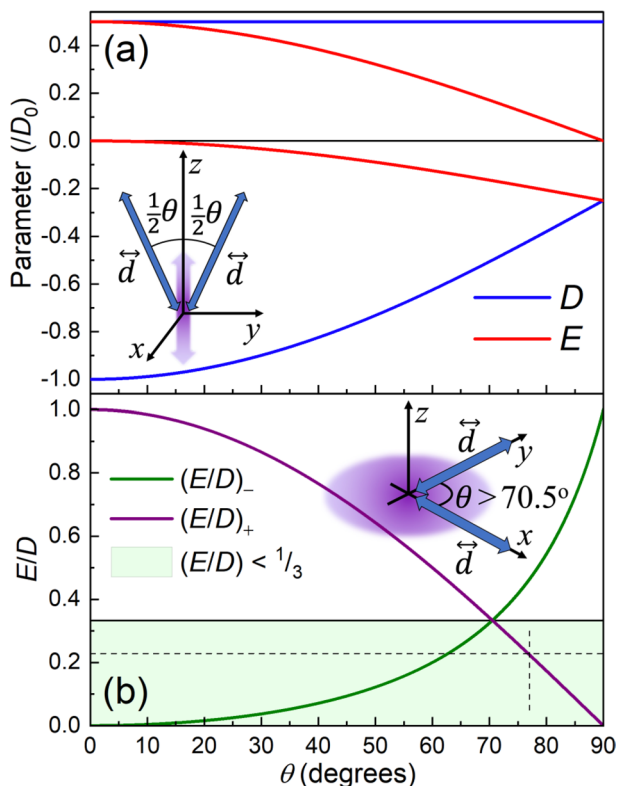 (a)
Parameter (/D₀)
0.4
0.2
0.0
-0.2
-0.4
-0.6
-0.8
-1.0
z
½θ ½θ
d⃡ d⃡
x y
D
E
(b)
E/D
1.0
0.8
0.6
0.4
0.2
0.0
(E/D)₋
(E/D)₊
(E/D) < 1/3
z
d⃡
y
θ > 70.5°
x
d⃡
0 10 20 30 40 50 60 70 80 90
θ (degrees)